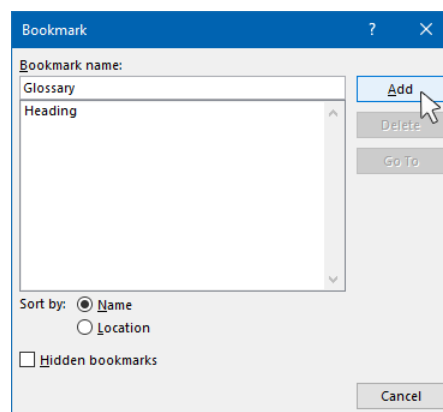 Bookmark ?
Bookmark name:
Glossary
Add
Heading
Delete
Go To
Sort by: Name
Location
Hidden bookmarks
Cancel